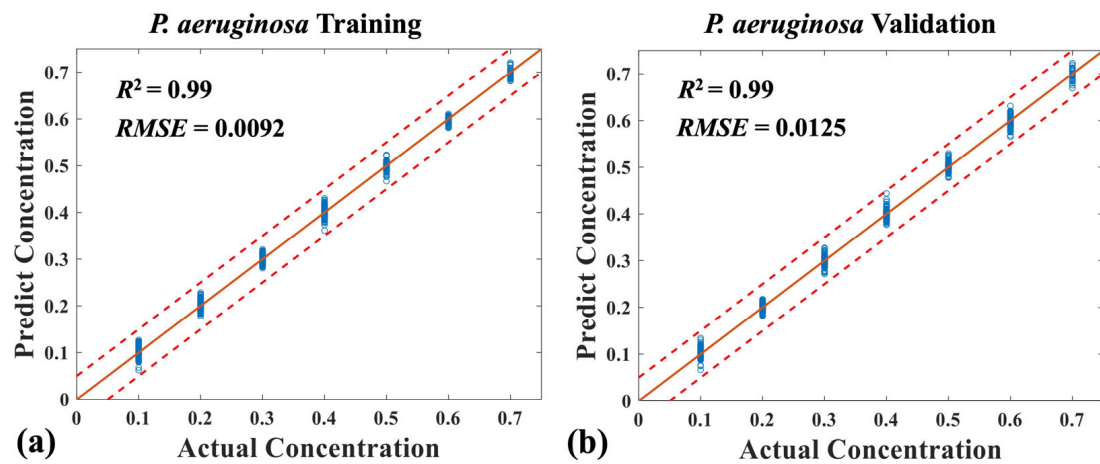 P. aeruginosa Training
R² = 0.99
RMSE = 0.0092
Predict Concentration
0.7
0.6
0.5
0.4
0.3
0.2
0.1
0
0 0.1 0.2 0.3 0.4 0.5 0.6 0.7
Actual Concentration
(a)
P. aeruginosa Validation
R² = 0.99
RMSE = 0.0125
Predict Concentration
0.7
0.6
0.5
0.4
0.3
0.2
0.1
0
0 0.1 0.2 0.3 0.4 0.5 0.6 0.7
Actual Concentration
(b)